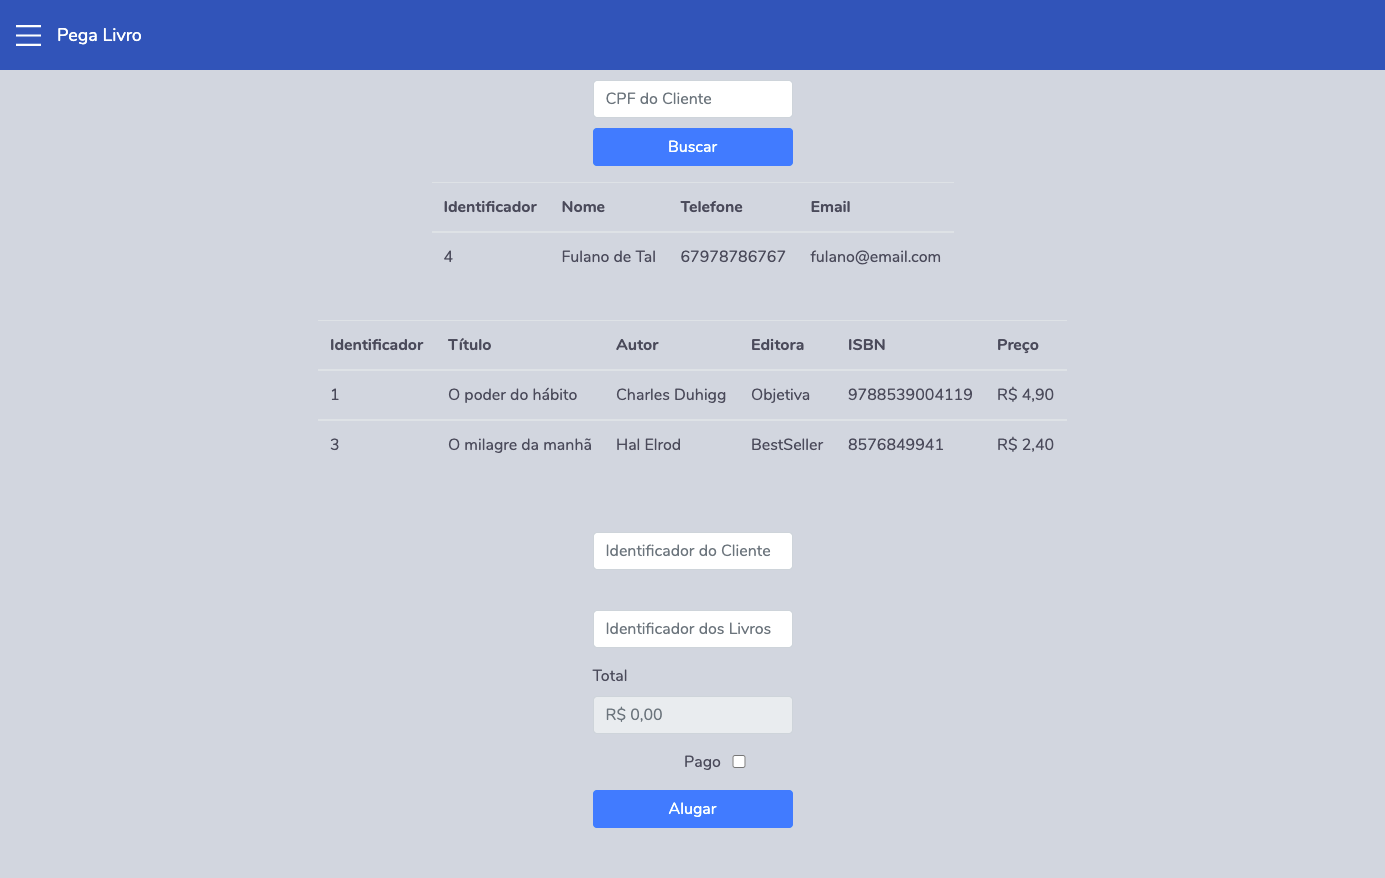 Pega Livro
CPF do Cliente
Buscar
Identificador Nome Telefone Email
4 Fulano de Tal 67978786767 fulano@email.com
Identificador Título Autor Editora ISBN Preço
1 O poder do hábito Charles Duhigg Objetiva 9788539004119 R$ 4,90
3 O milagre da manhã Hal Elrod BestSeller 8576849941 R$ 2,40
Identificador do Cliente
Identificador dos Livros
Total
R$ 0,00
Pago
Alugar